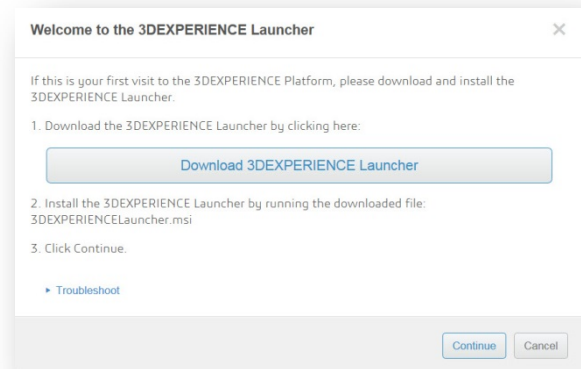 Welcome to the 3DEXPERIENCE Launcher
If this is your first visit to the 3DEXPERIENCE Platform, please download and install the
3DEXPERIENCE Launcher.
1. Download the 3DEXPERIENCE Launcher by clicking here:
Download 3DEXPERIENCE Launcher
2. Install the 3DEXPERIENCE Launcher by running the downloaded file:
3DEXPERIENCELauncher.msi
3. Click Continue.
Troubleshoot
Continue Cancel